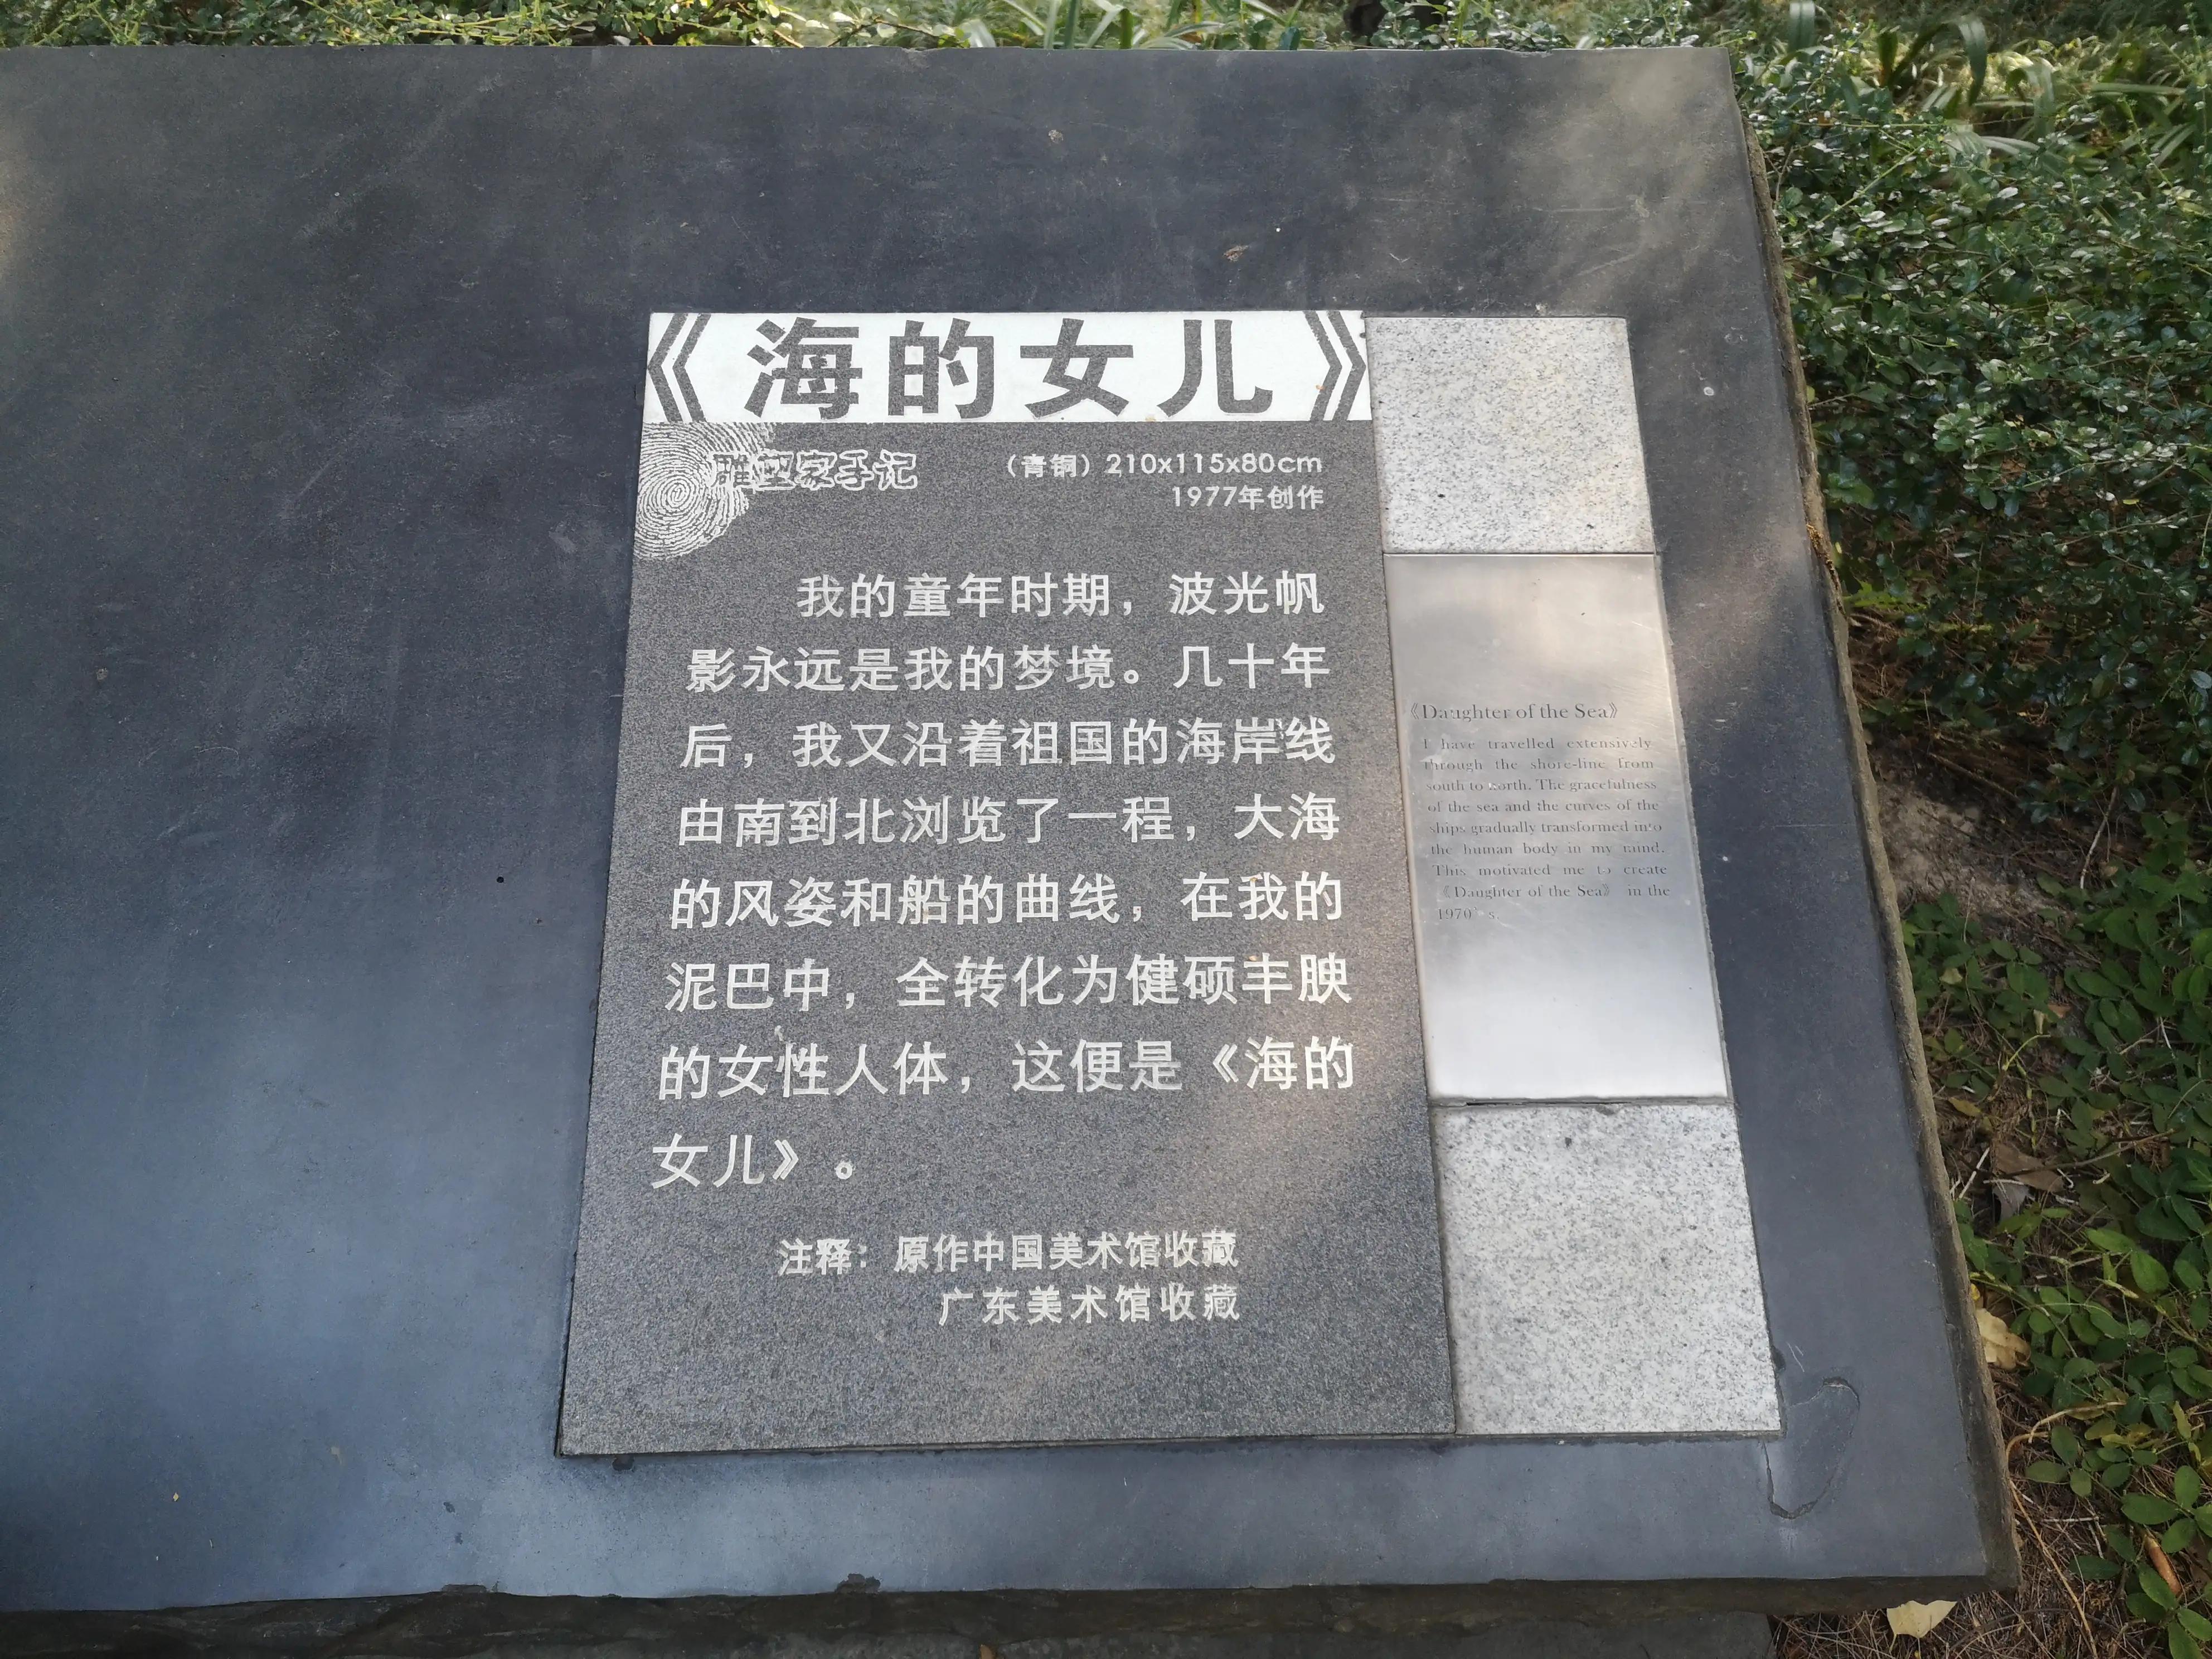 《海的女儿》
雕塑家手记
（青铜）210x115x80cm
1977年创作
我的童年时期，波光帆
影永远是我的梦境。几十年
后，我又沿着祖国的海岸线
由南到北浏览了一程，大海
的风姿和船的曲线，在我的
泥巴中，全转化为健硕丰腴
的女性人体，这便是《海的
女儿》。
注释：原作中国美术馆收藏
广东美术馆收藏
《Daughter of the Sea》
I have travelled extensively
through the shore-line from
south to north. The gracefulness
of the sea and the curves of the
ships gradually transformed into
the human body in my mind.
This motivated me to create
《Daughter of the Sea》 in the
1970's.